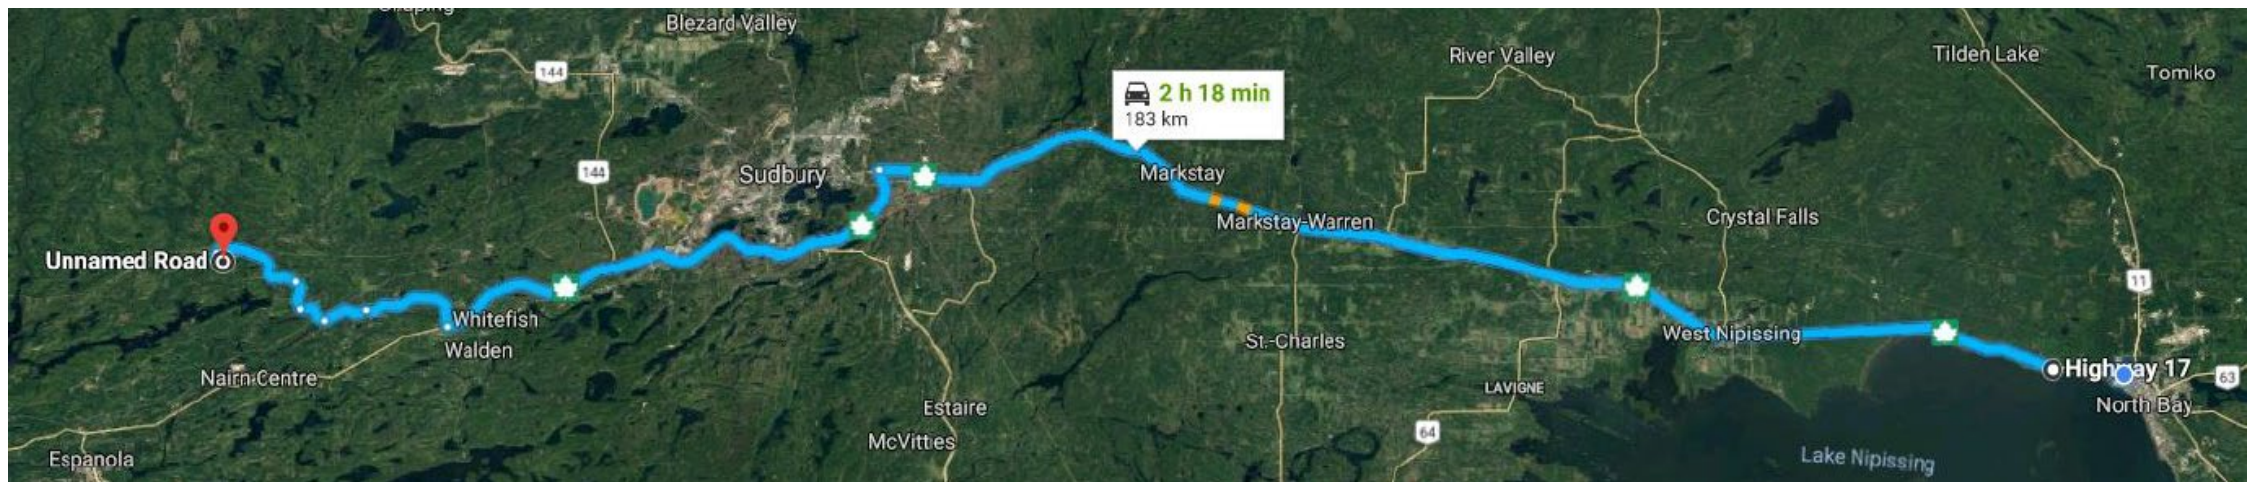 Blezard Valley
144
River Valley
Tilden Lake
Tomiko
2 h 18 min
183 km
144
Sudbury
Markstay
Markstay-Warren
Crystal Falls
Unnamed Road
11
Whitefish
Walden
West Nipissing
St.-Charles
Nairn Centre
LAVIGNE
Highway 17
63
North Bay
Estaire
McVitties
64
Espanola
Lake Nipissing